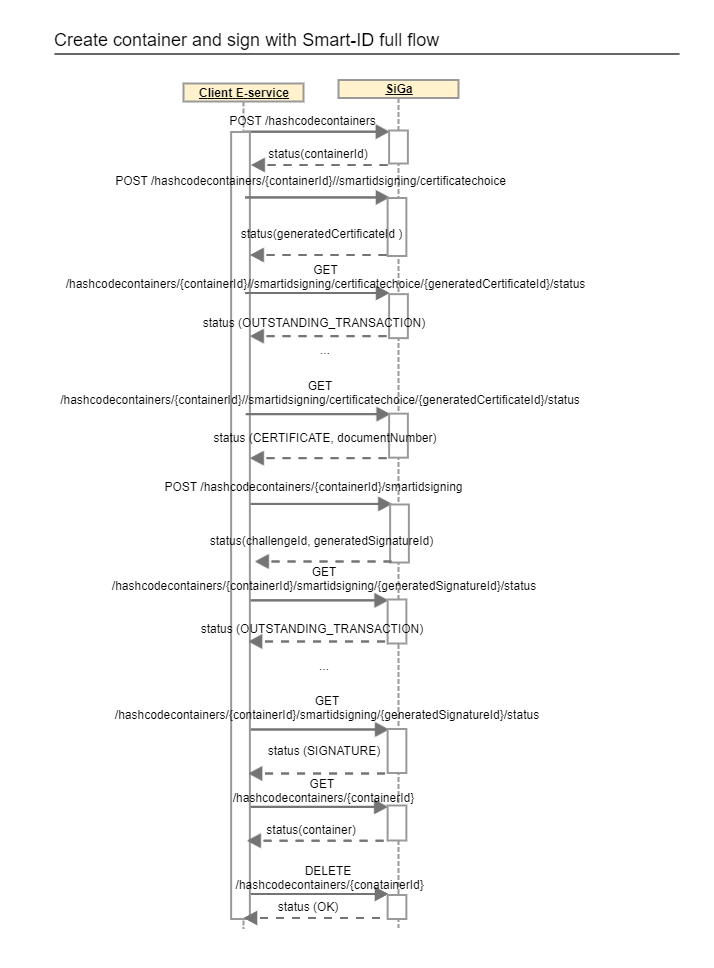 Create container and sign with Smart-ID full flow
Client E-service
SiGa
POST /hashcodecontainers
status(containerId)
POST /hashcodecontainers/{containerId}//smartidsigning/certificatechoice
status(generatedCertificateId )
GET
/hashcodecontainers/{containerId}//smartidsigning/certificatechoice/{generatedCertificateId}/status
status (OUTSTANDING_TRANSACTION)
...
GET
/hashcodecontainers/{containerId}//smartidsigning/certificatechoice/{generatedCertificateId}/status
status (CERTIFICATE, documentNumber)
POST /hashcodecontainers/{containerId}/smartidsigning
status(challengeId, generatedSignatureId)
GET
/hashcodecontainers/{containerId}/smartidsigning/{generatedSignatureId}/status
status (OUTSTANDING_TRANSACTION)
...
GET
/hashcodecontainers/{containerId}/smartidsigning/{generatedSignatureId}/status
status (SIGNATURE)
GET
/hashcodecontainers/{containerId}
status(container)
DELETE
/hashcodecontainers/{conatainerId}
status (OK)